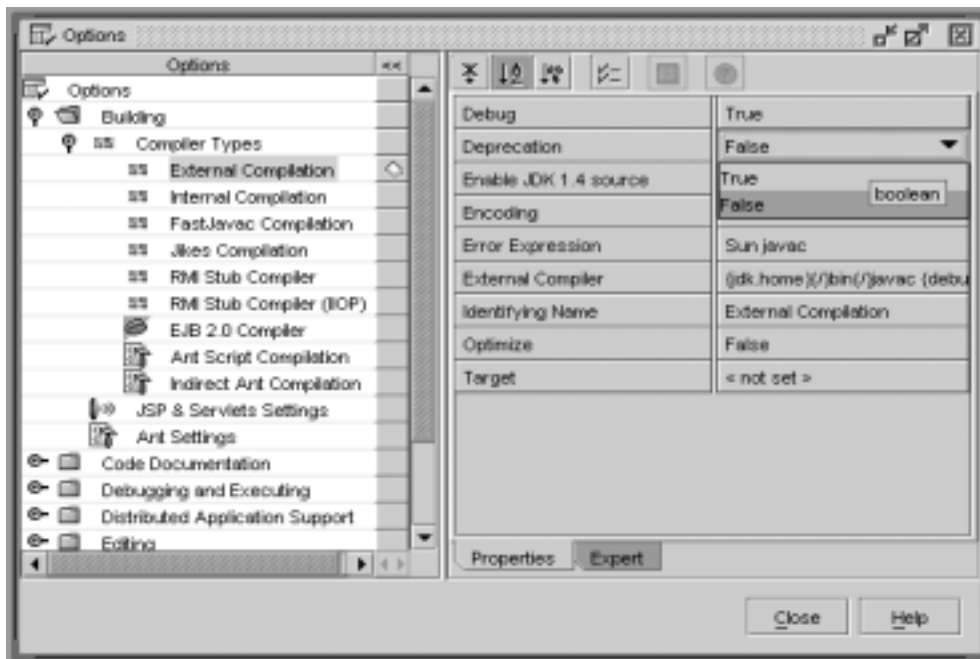 Options
Options
<<
Options
Building
Compiler Types
External Compilation
Internal Compilation
FastJavac Compilation
Jikes Compilation
RMI Stub Compiler
RMI Stub Compiler (IIOP)
EJB 2.0 Compiler
Ant Script Compilation
Indirect Ant Compilation
JSP & Servlets Settings
Ant Settings
Code Documentation
Debugging and Executing
Distributed Application Support
Editing
Debug True
Deprecation False
Enable JDK 1.4 source True
boolean
Encoding False
Error Expression Sun javac
External Compiler {jdk.home}{/}bin{/}javac {debu
Identifying Name External Compilation
Optimize False
Target < not set >
Properties Expert
Close Help